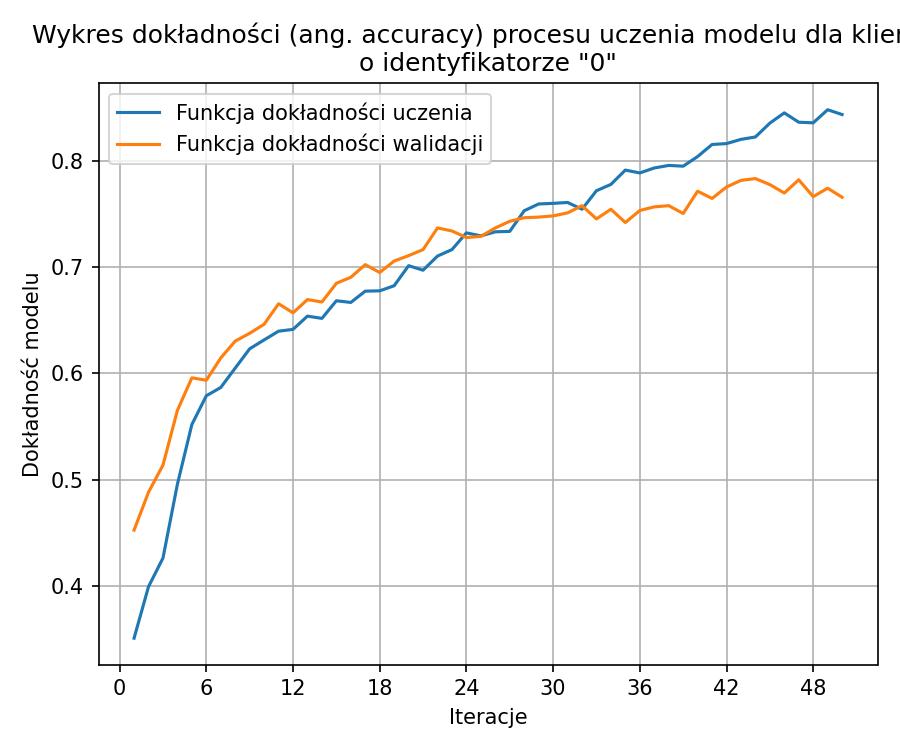 Wykres dokładności (ang. accuracy) procesu uczenia modelu dla
o identyfikatorze "0"
Funkcja dokładności uczenia
Funkcja dokładności walidacji
Dokładność modelu
0.8
0.7
0.6
0.5
0.4
0 6 12 18 24 30 36 42 48
Iteracje